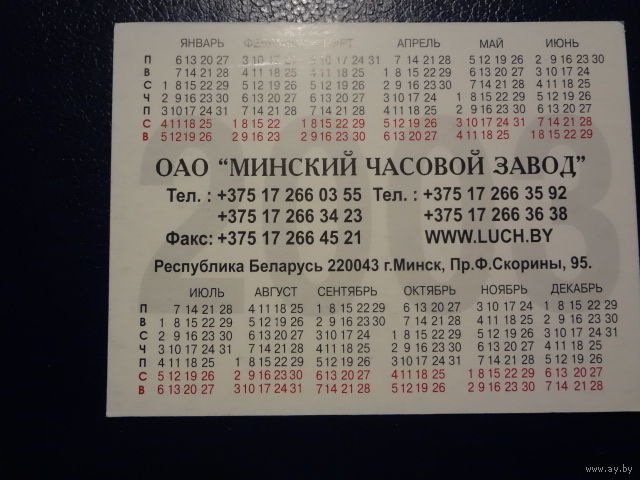 ЯНВАРЬ АПРЕЛЬ МАЙ ИЮНЬ
П 6 13 20 27 10 17 24 31 7 14 21 28 5 12 19 26 2 9 16 23 30
В 7 14 21 28 4 11 18 25 4 11 18 25 1 8 15 22 29 6 13 20 27 3 10 17 24
С 1 8 15 22 29 5 12 19 26 5 12 19 26 2 9 16 23 30 7 14 21 28 4 11 18 25
Ч 2 9 16 23 30 6 13 20 27 6 13 20 27 3 10 17 24 1 8 15 22 29 5 12 19 26
П 3 10 17 24 31 7 14 21 28 7 14 21 28 4 11 18 25 2 9 16 23 30 6 13 20 27
С 4 11 18 25 1 8 15 22 1 8 15 22 29 5 12 19 26 3 10 17 24 31 7 14 21 28
В 5 12 19 26 2 9 16 23 2 9 16 23 30 6 13 20 27 4 11 18 25 1 8 15 22 29
2003
ОАО “МИНСКИЙ ЧАСОВОЙ ЗАВОД”
Тел. : +375 17 266 03 55 Тел. : +375 17 266 35 92
+375 17 266 34 23 +375 17 266 36 38
Факс: +375 17 266 45 21 WWW.LUCH.BY
Республика Беларусь 220043 г.Минск, Пр.Ф.Скорины, 95.
ИЮЛЬ АВГУСТ СЕНТЯБРЬ ОКТЯБРЬ НОЯБРЬ ДЕКАБРЬ
П 7 14 21 28 4 11 18 25 1 8 15 22 29 6 13 20 27 3 10 17 24 1 8 15 22 29
В 1 8 15 22 29 5 12 19 26 2 9 16 23 30 7 14 21 28 4 11 18 25 2 9 16 23 30
С 2 9 16 23 30 6 13 20 27 3 10 17 24 1 8 15 22 29 5 12 19 26 3 10 17 24 31
Ч 3 10 17 24 31 7 14 21 28 4 11 18 25 2 9 16 23 30 6 13 20 27 4 11 18 25
П 4 11 18 25 1 8 15 22 29 5 12 19 26 3 10 17 24 31 7 14 21 28 5 12 19 26
С 5 12 19 26 2 9 16 23 30 6 13 20 27 4 11 18 25 1 8 15 22 29 6 13 20 27
В 6 13 20 27 3 10 17 24 31 7 14 21 28 5 12 19 26 2 9 16 23 30 7 14 21 28
www.ay.by